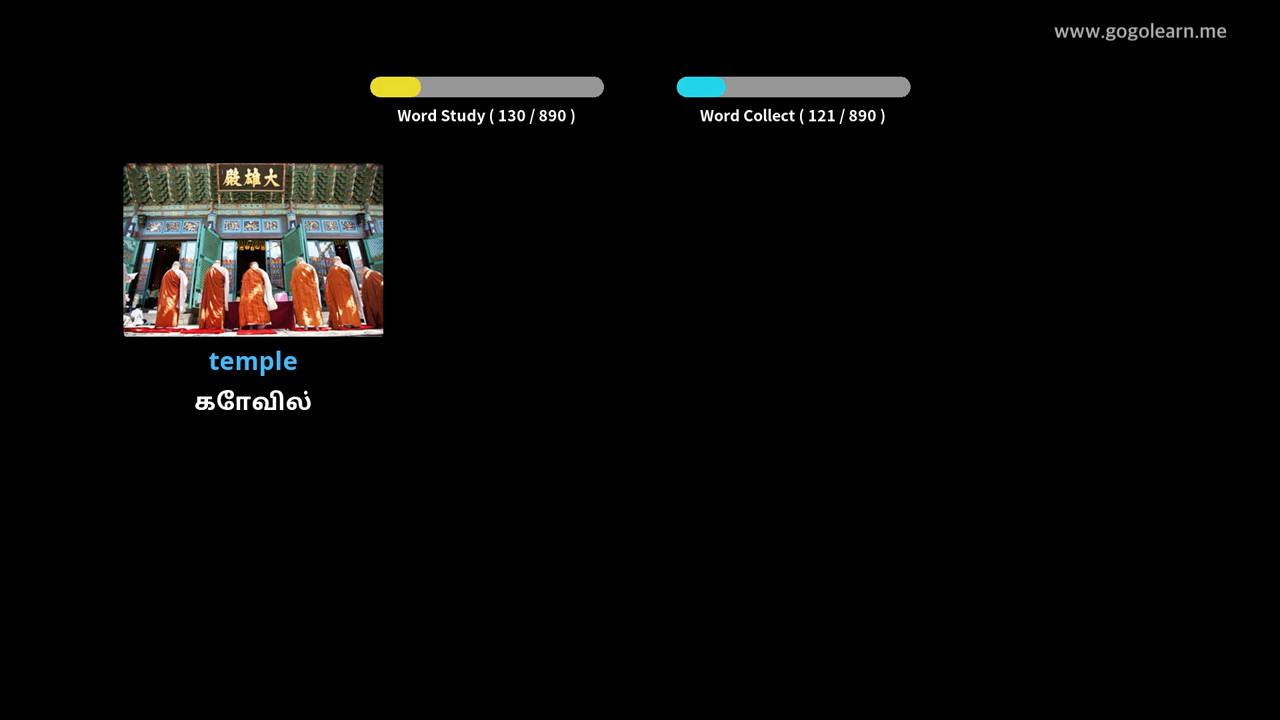 www.gogolearn.me
Word Study ( 130 / 890 )
Word Collect ( 121 / 890 )
殿雄大
temple
கோவில்